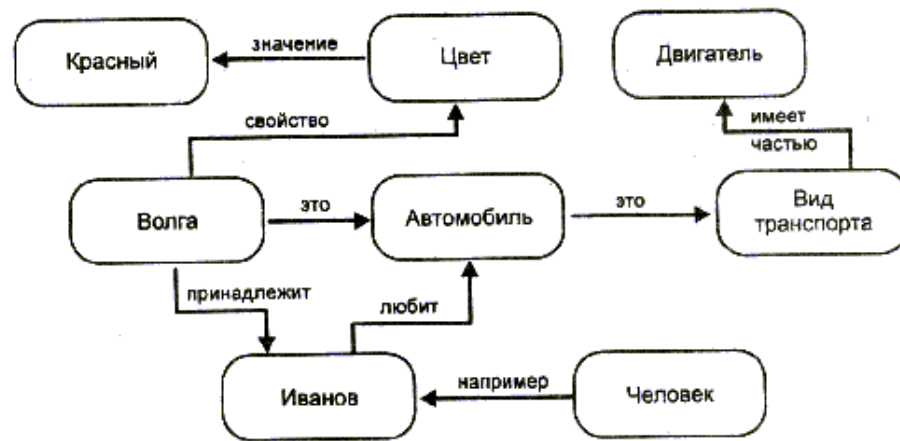 Красный
значение
Цвет
Двигатель
свойство
имеет
частью
Волга
это
Автомобиль
это
Вид
транспорта
принадлежит
любит
Иванов
например
Человек